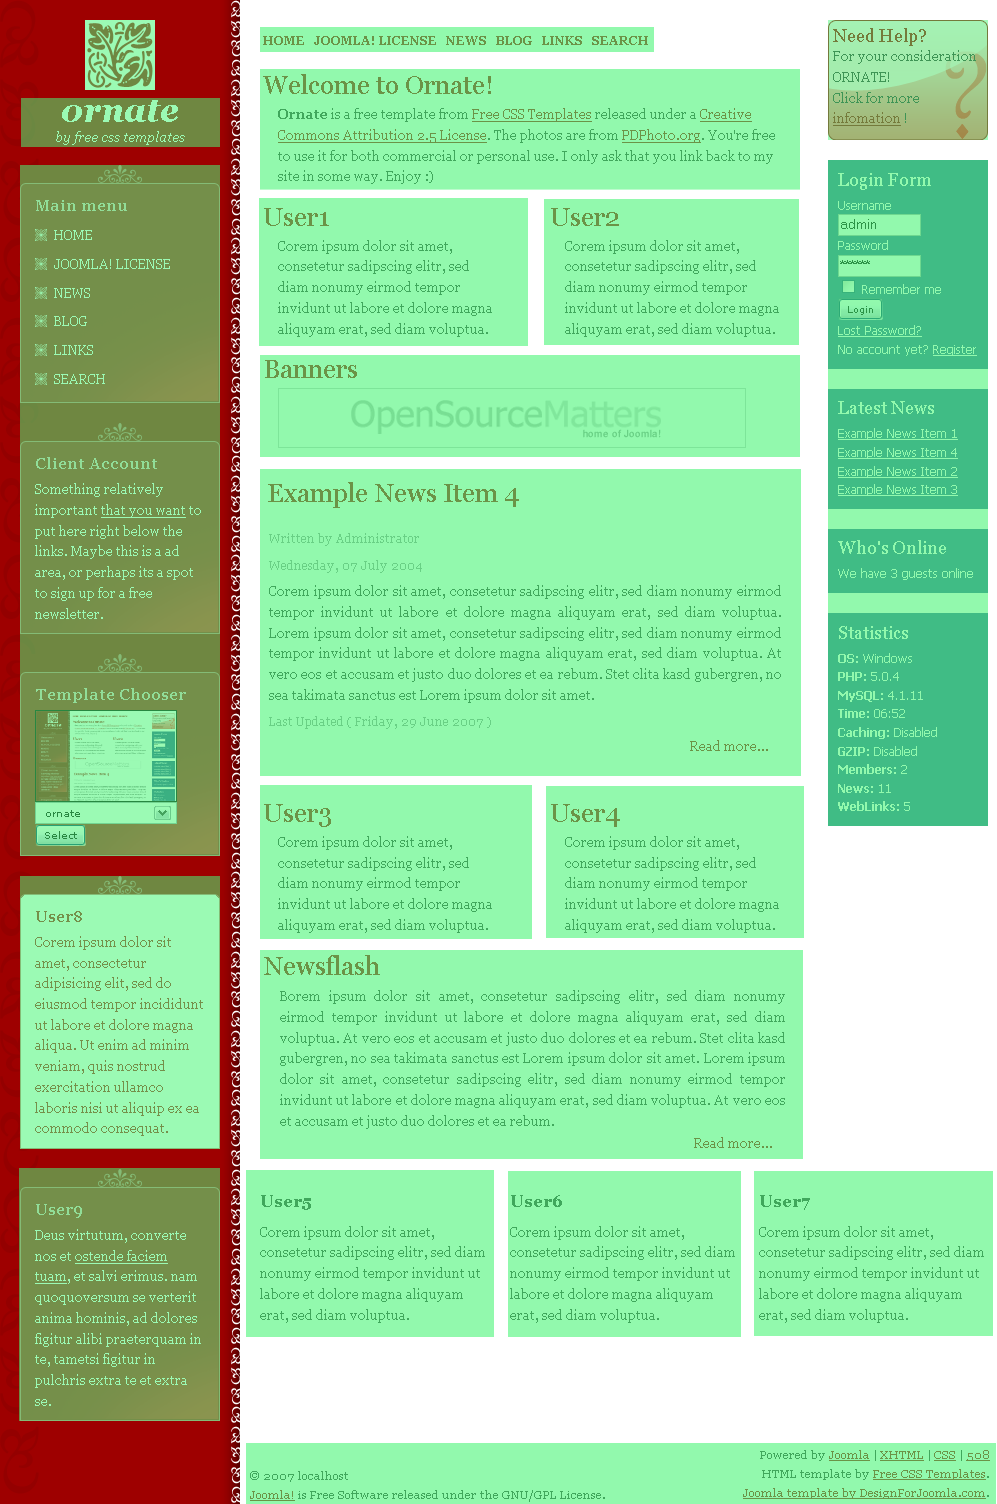 ornate
by free css templates
Main menu
HOME
JOOMLA! LICENSE
NEWS
BLOG
LINKS
SEARCH
Client Account
Something relatively
important that you want to
put here right below the
links. Maybe this is a ad
area, or perhaps its a spot
to sign up for a free
newsletter.
Template Chooser
ornate
Select
User8
Corem ipsum dolor sit
amet, consectetur
adipisicing elit, sed do
eiusmod tempor incididunt
ut labore et dolore magna
aliqua. Ut enim ad minim
veniam, quis nostrud
exercitation ullamco
laboris nisi ut aliquip ex ea
commodo consequat.
User9
Deus virtutum, converte
nos et ostende faciem
tuam, et salvi erimus. nam
quoquoversum se verterit
anima hominis, ad dolores
figitur alibi praeterquam in
te, tametsi figitur in
pulchris extra te et extra
se.
HOME JOOMLA! LICENSE NEWS BLOG LINKS SEARCH
Welcome to Ornate!
Ornate is a free template from Free CSS Templates released under a Creative
Commons Attribution 2.5 License. The photos are from PDPhoto.org. You're free
to use it for both commercial or personal use. I only ask that you link back to my
site in some way. Enjoy :)
User1
Corem ipsum dolor sit amet,
consetetur sadipscing elitr, sed
diam nonumy eirmod tempor
invidunt ut labore et dolore magna
aliquyam erat, sed diam voluptua.
User2
Corem ipsum dolor sit amet,
consetetur sadipscing elitr, sed
diam nonumy eirmod tempor
invidunt ut labore et dolore magna
aliquyam erat, sed diam voluptua.
Banners
OpenSourceMatters
home of Joomla!
Example News Item 4
Written by Administrator
Wednesday, 07 July 2004
Corem ipsum dolor sit amet, consetetur sadipscing elitr, sed diam nonumy eirmod
tempor invidunt ut labore et dolore magna aliquyam erat, sed diam voluptua.
Lorem ipsum dolor sit amet, consetetur sadipscing elitr, sed diam nonumy eirmod
tempor invidunt ut labore et dolore magna aliquyam erat, sed diam voluptua. At
vero eos et accusam et justo duo dolores et ea rebum. Stet clita kasd gubergren, no
sea takimata sanctus est Lorem ipsum dolor sit amet.
Last Updated ( Friday, 29 June 2007 )
Read more...
User3
Corem ipsum dolor sit amet,
consetetur sadipscing elitr, sed
diam nonumy eirmod tempor
invidunt ut labore et dolore magna
aliquyam erat, sed diam voluptua.
User4
Corem ipsum dolor sit amet,
consetetur sadipscing elitr, sed
diam nonumy eirmod tempor
invidunt ut labore et dolore magna
aliquyam erat, sed diam voluptua.
Newsflash
Borem ipsum dolor sit amet, consetetur sadipscing elitr, sed diam nonumy
eirmod tempor invidunt ut labore et dolore magna aliquyam erat, sed diam
voluptua. At vero eos et accusam et justo duo dolores et ea rebum. Stet clita kasd
gubergren, no sea takimata sanctus est Lorem ipsum dolor sit amet. Lorem ipsum
dolor sit amet, consetetur sadipscing elitr, sed diam nonumy eirmod tempor
invidunt ut labore et dolore magna aliquyam erat, sed diam voluptua. At vero eos
et accusam et justo duo dolores et ea rebum.
Read more...
User5
Corem ipsum dolor sit amet,
consetetur sadipscing elitr, sed diam
nonumy eirmod tempor invidunt ut
labore et dolore magna aliquyam
erat, sed diam voluptua.
User6
Corem ipsum dolor sit amet,
consetetur sadipscing elitr, sed diam
nonumy eirmod tempor invidunt ut
labore et dolore magna aliquyam
erat, sed diam voluptua.
User7
Corem ipsum dolor sit amet,
consetetur sadipscing elitr, sed diam
nonumy eirmod tempor invidunt ut
labore et dolore magna aliquyam
erat, sed diam voluptua.
Need Help?
For your consideration
ORNATE!
Click for more
infomation !
Login Form
Username
admin
Password
*******
Remember me
Login
Lost Password?
No account yet? Register
Latest News
Example News Item 1
Example News Item 4
Example News Item 2
Example News Item 3
Who's Online
We have 3 guests online
Statistics
OS: Windows
PHP: 5.0.4
MySQL: 4.1.11
Time: 06:52
Caching: Disabled
GZIP: Disabled
Members: 2
News: 11
WebLinks: 5
© 2007 localhost
Joomla! is Free Software released under the GNU/GPL License.
Powered by Joomla | XHTML | CSS | 508
HTML template by Free CSS Templates.
Joomla template by DesignForJoomla.com.